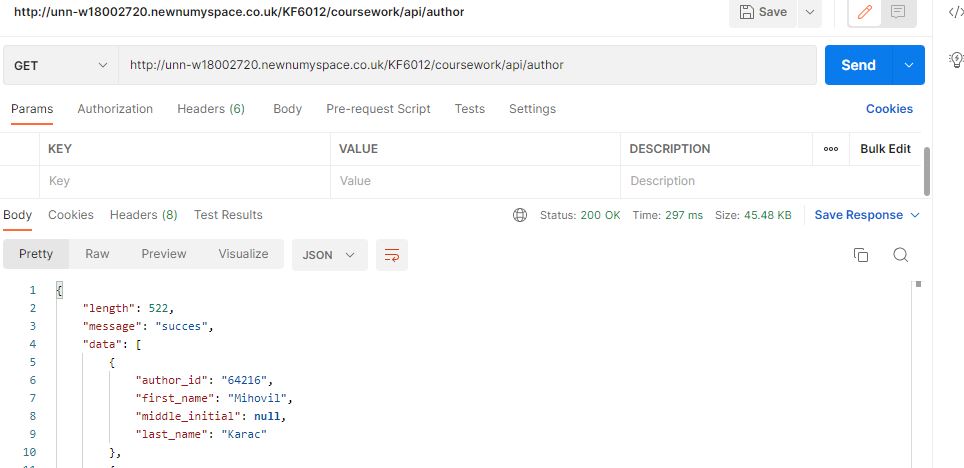 http://unn-w18002720.newnumyspace.co.uk/KF6012/coursework/api/author Save
GET http://unn-w18002720.newnumyspace.co.uk/KF6012/coursework/api/author Send
Params Authorization Headers (6) Body Pre-request Script Tests Settings Cookies
KEY VALUE DESCRIPTION ooo Bulk Edit
Key Value Description
Body Cookies Headers (8) Test Results Status: 200 OK Time: 297 ms Size: 45.48 KB Save Response
Pretty Raw Preview Visualize JSON
1 {
2 "length": 522,
3 "message": "succes",
4 "data": [
5 {
6 "author_id": "64216",
7 "first_name": "Mihovil",
8 "middle_initial": null,
9 "last_name": "Karac"
10 },